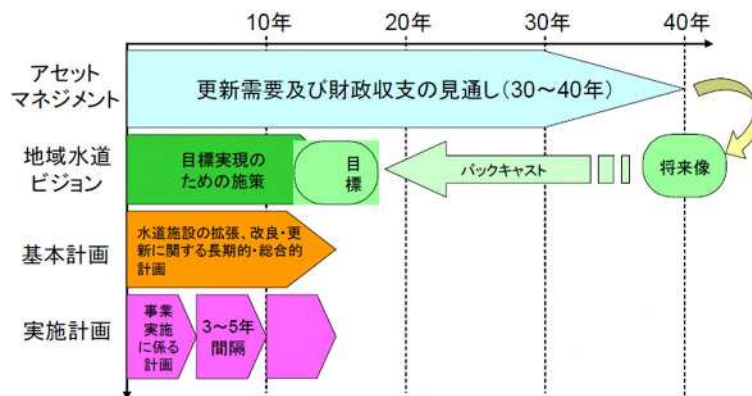 10年
20年
30年
40年
アセット
マネジメント
更新需要及び財政収支の見通し(30～40年)
地域水道
ビジョン
目標実現の
ための施策
目
標
バックキャスト
将来像
基本計画
水道施設の拡張、改良・更
新に関する長期的・総合的
計画
実施計画
事業
実施
に係る
計画
3～5年
間隔